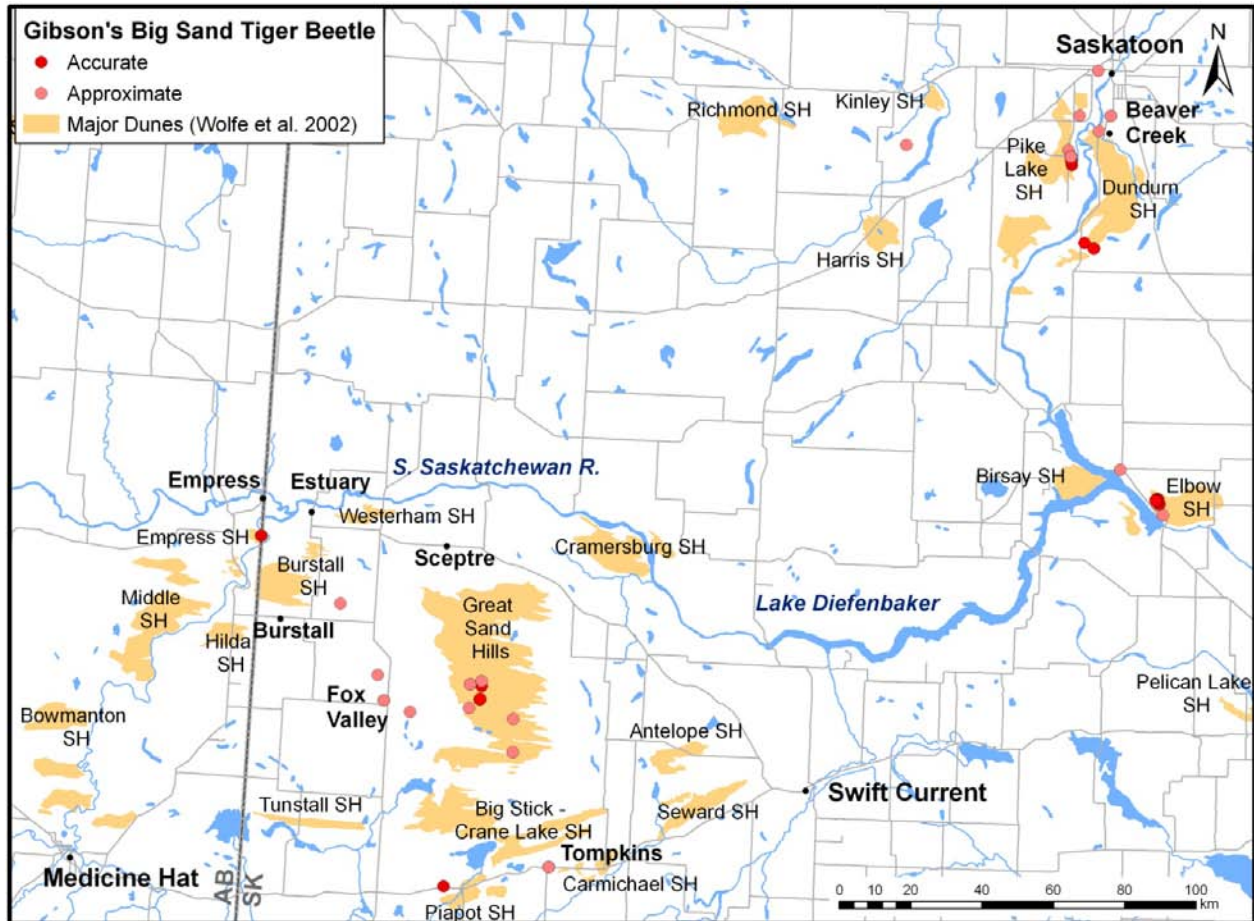 Gibson's Big Sand Tiger Beetle
Accurate
Approximate
Major Dunes (Wolfe et al. 2002)
Saskatoon
N
Richmond SH
Kinley SH
Beaver
Creek
Pike
Lake
SH
Dundurn
SH
Harris SH
Empress
Estuary
S. Saskatchewan R.
Birsay SH
Elbow
SH
Westerham SH
Empress SH
Sceptre
Cramersburg SH
Burstall
SH
Middle
SH
Great
Sand
Hills
Lake Diefenbaker
Burstall
Hilda
SH
Fox
Valley
Pelican Lake
SH
Bowmanton
SH
Antelope SH
Tunstall SH
Big Stick -
Crane Lake SH
Seward SH
Swift Current
Tompkins
Carmichael SH
Medicine Hat
AB
SK
Piapot SH
0 10 20 40 60 80 100
km